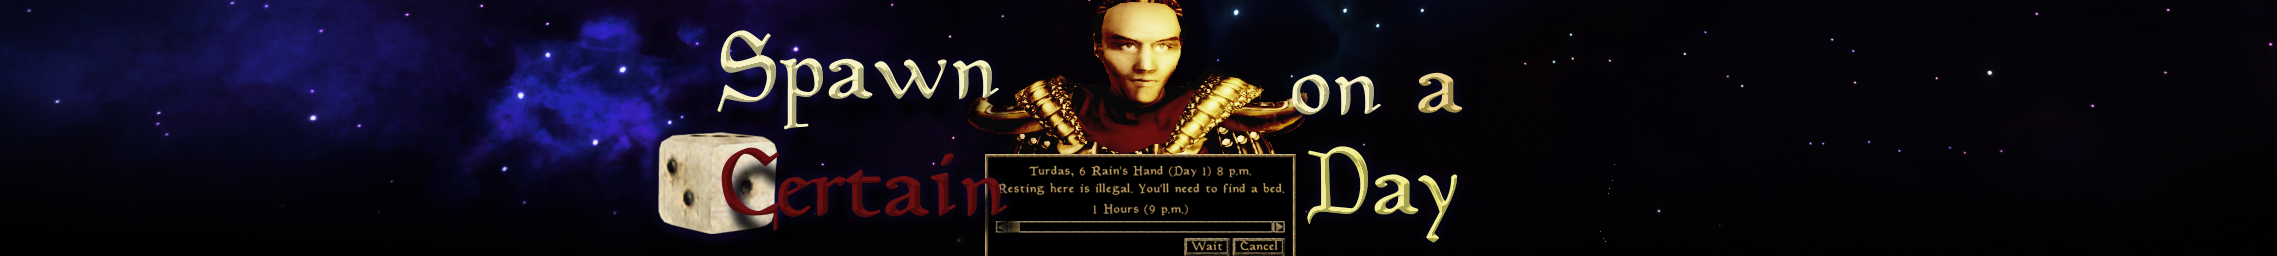 Spawn on a
Certain Day
Turdas, 6 Rain's Hand (Day 1) 8 p.m.
Resting here is illegal. You'll need to find a bed.
1 Hours (9 p.m.)
Wait Cancel